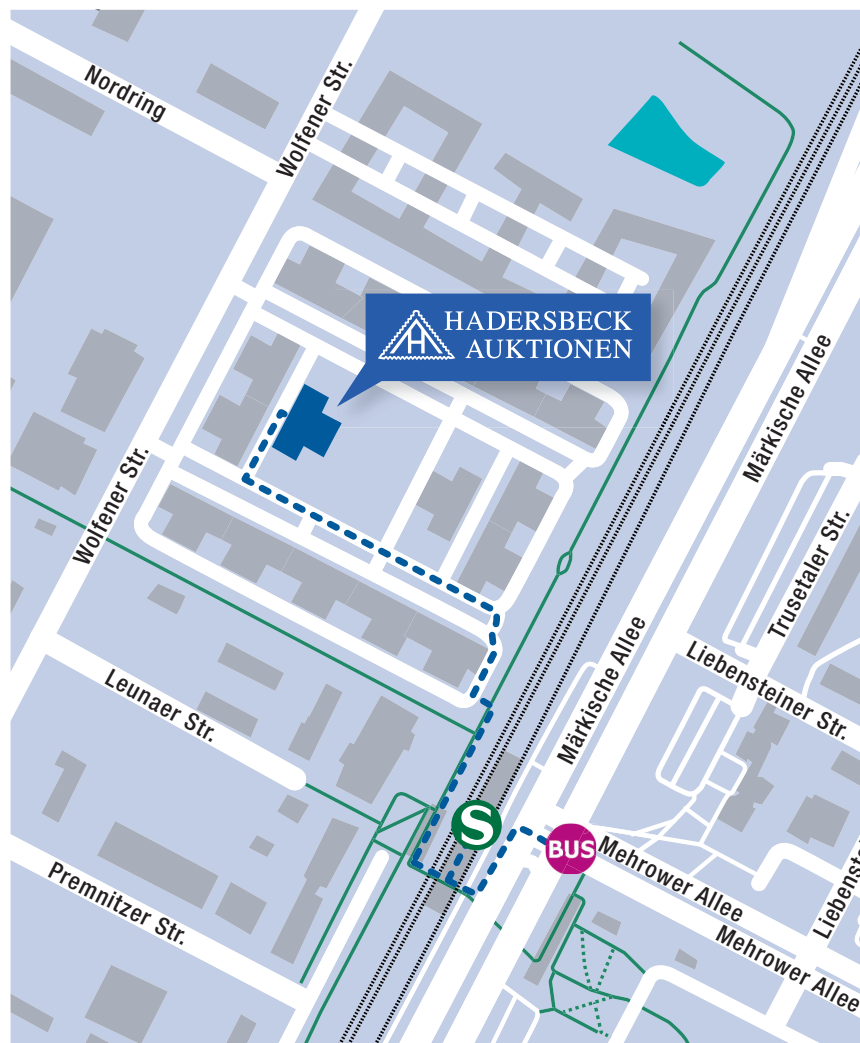 Nordring
Wolfener Str.
HADERSBECK
AUKTIONEN
H
Märkische Allee
Wolfener Str.
Trusetaler Str.
Liebensteiner Str.
Märkische Allee
Leunaer Str.
S
BUS
Mehrower Allee
Liebenst
Premnitzer Str.
Mehrower Allee